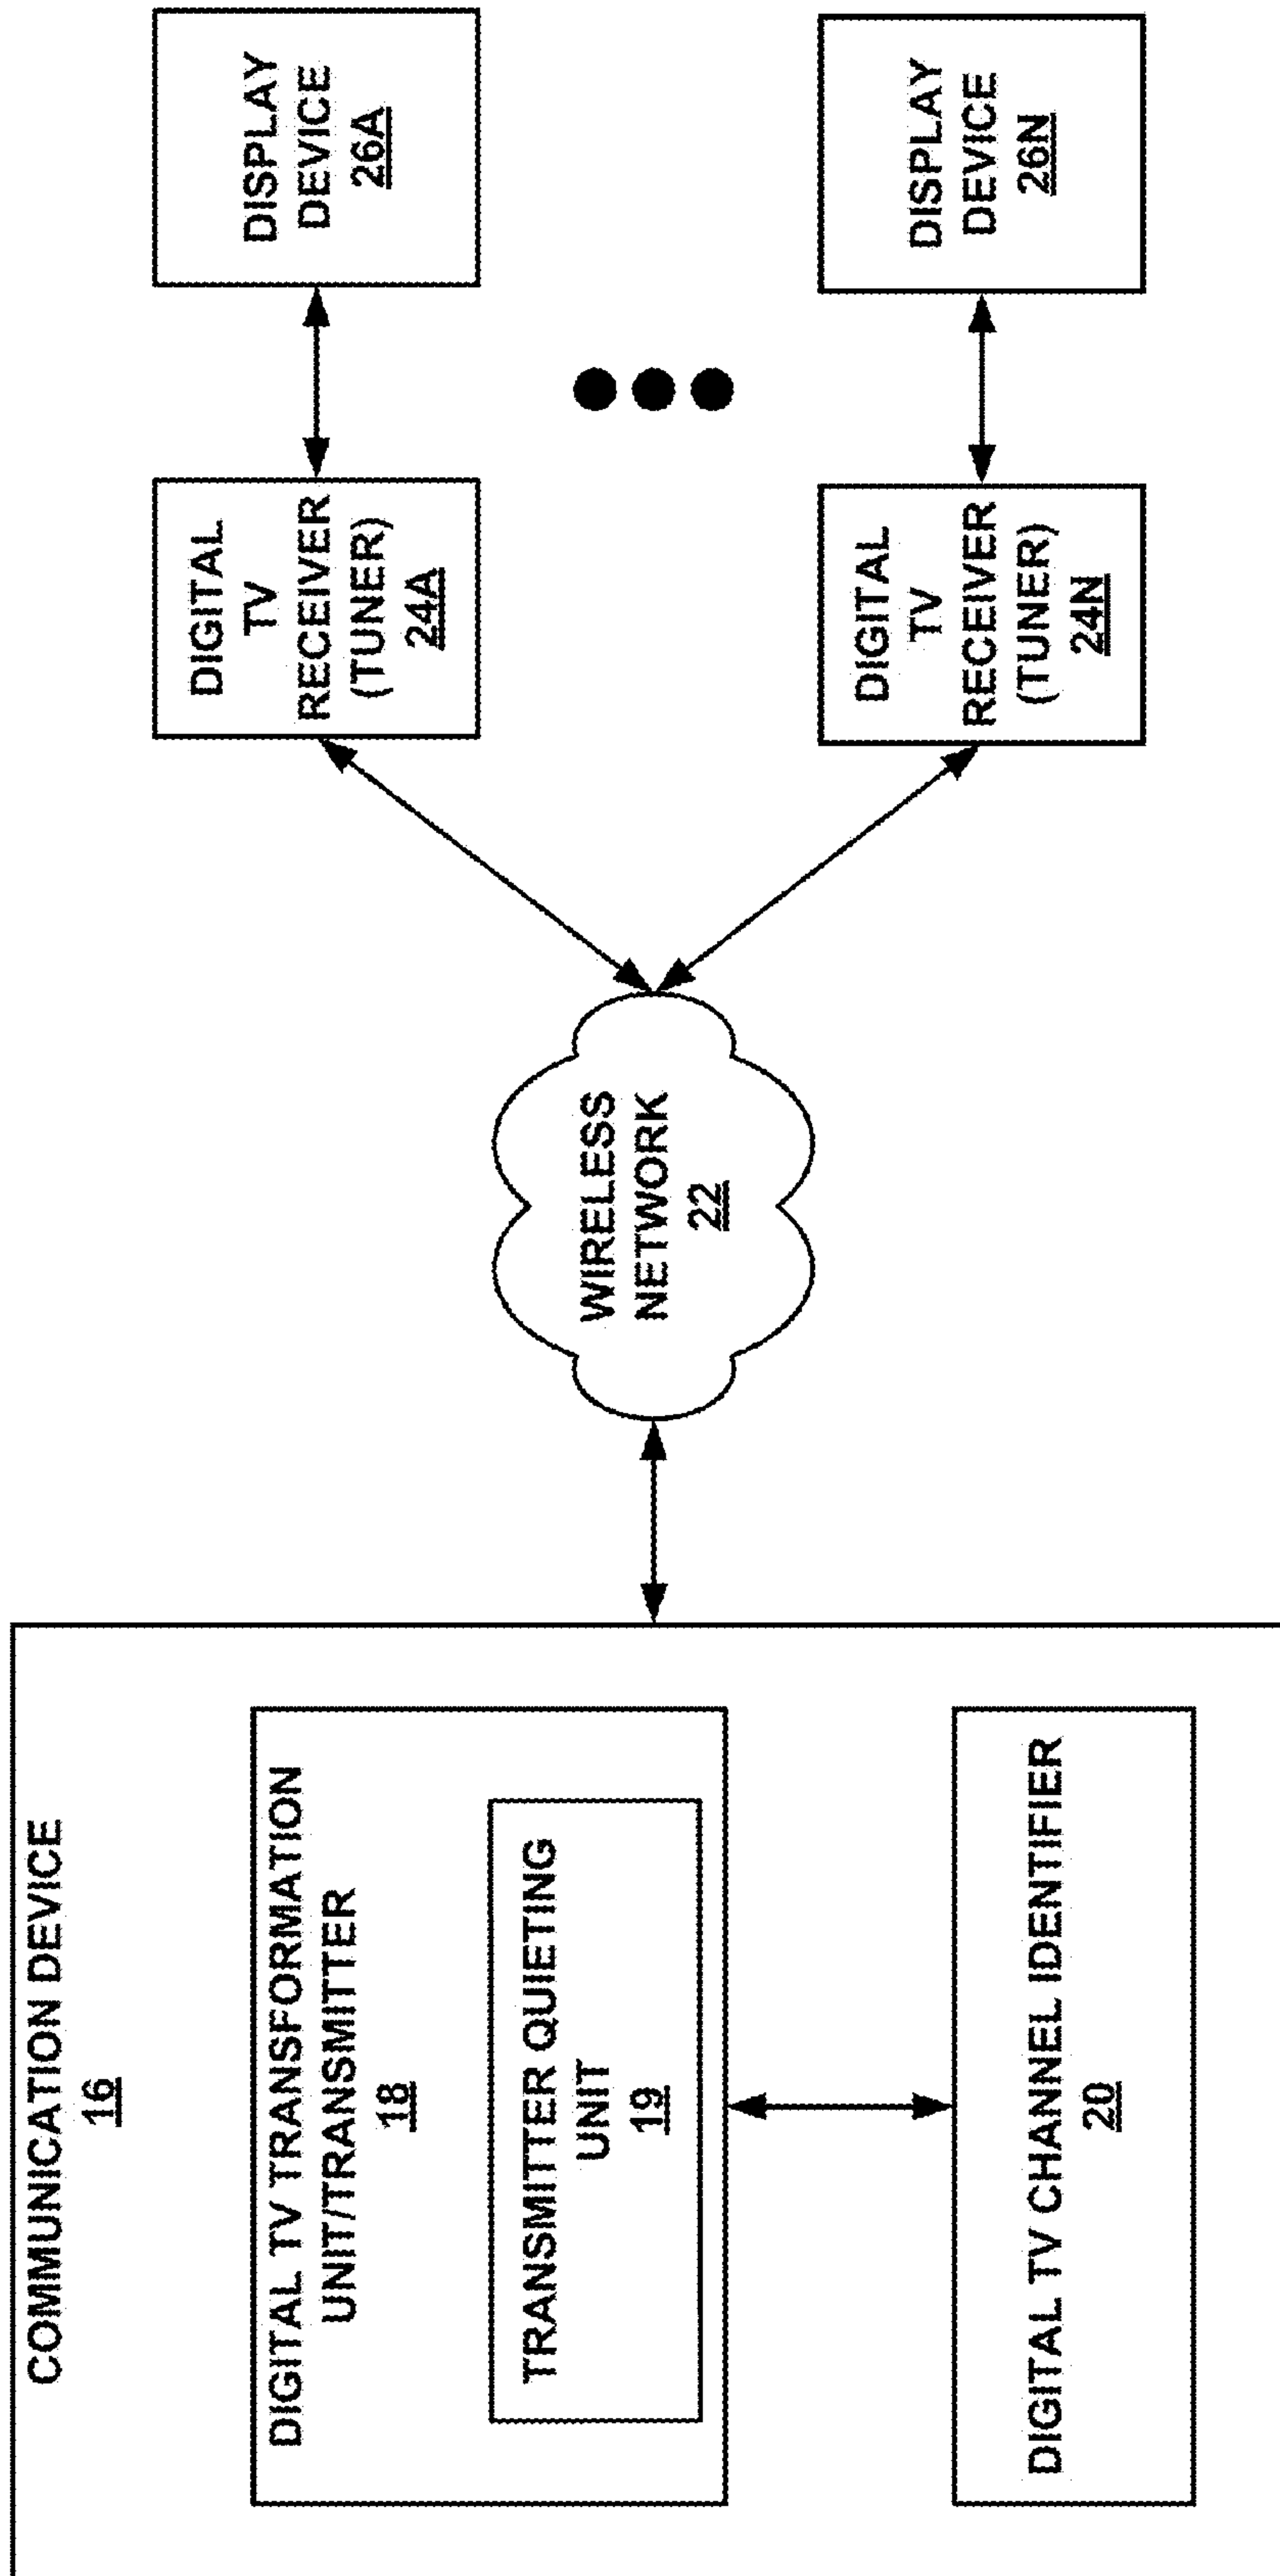 COMMUNICATION DEVICE
16
DIGITAL TV TRANSFORMATION
UNIT/TRANSMITTER
18
TRANSMITTER QUIETING
UNIT
19
DIGITAL TV CHANNEL IDENTIFIER
20
WIRELESS
NETWORK
22
DIGITAL
TV
RECEIVER
(TUNER)
24A
DISPLAY
DEVICE
26A
DIGITAL
TV
RECEIVER
(TUNER)
24N
DISPLAY
DEVICE
26N